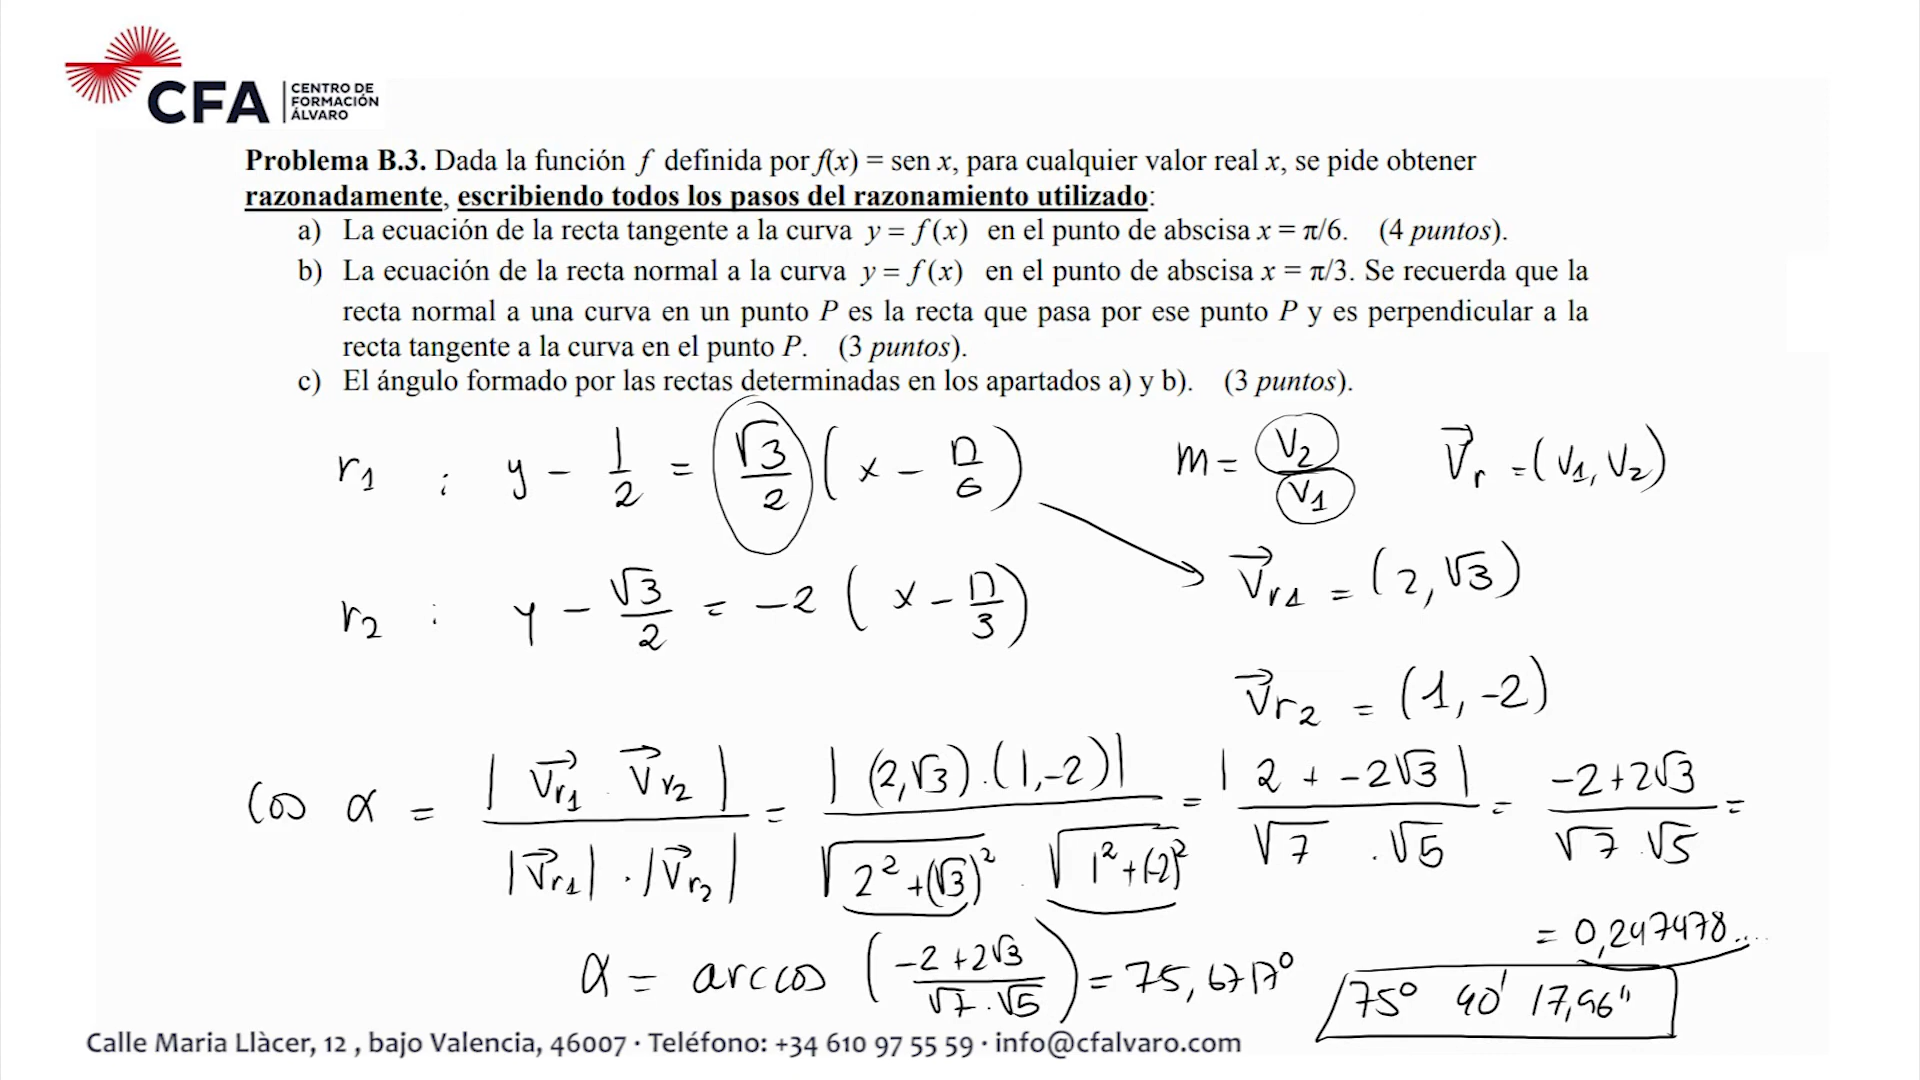 CFA
CENTRO DE
FORMACIÓN
ÁLVARO
Problema B.3. Dada la función f definida por f(x) = sen x, para cualquier valor real x, se pide obtener
razonadamente, escribiendo todos los pasos del razonamiento utilizado:
a) La ecuación de la recta tangente a la curva y = f(x) en el punto de abscisa x = π/6. (4 puntos).
b) La ecuación de la recta normal a la curva y = f(x) en el punto de abscisa x = π/3. Se recuerda que la
recta normal a una curva en un punto P es la recta que pasa por ese punto P y es perpendicular a la
recta tangente a la curva en el punto P. (3 puntos).
c) El ángulo formado por las rectas determinadas en los apartados a) y b). (3 puntos).
r₁ : y − 1/2 = √3/2 (x − π/6)
m = V₂/V₁ V⃗r = (V₁, V₂)
V⃗r₁ = (2, √3)
r₂ : y − √3/2 = −2 (x − π/3)
V⃗r₂ = (1, −2)
Cos α = |V⃗r₁ · V⃗r₂| / |V⃗r₁| · |V⃗r₂| = |(2,√3)·(1,−2)| / √(2²+(√3)²) · √(1²+(−2)²) = |2 + −2√3| / √7 · √5 = −2+2√3 / √7 · √5 =
= 0,247478....
α = arccos (−2+2√3 / √7 · √5) = 75,6717° 75° 40' 17,96"
Calle Maria Llàcer, 12 , bajo Valencia, 46007 · Teléfono: +34 610 97 55 59 · info@cfalvaro.com